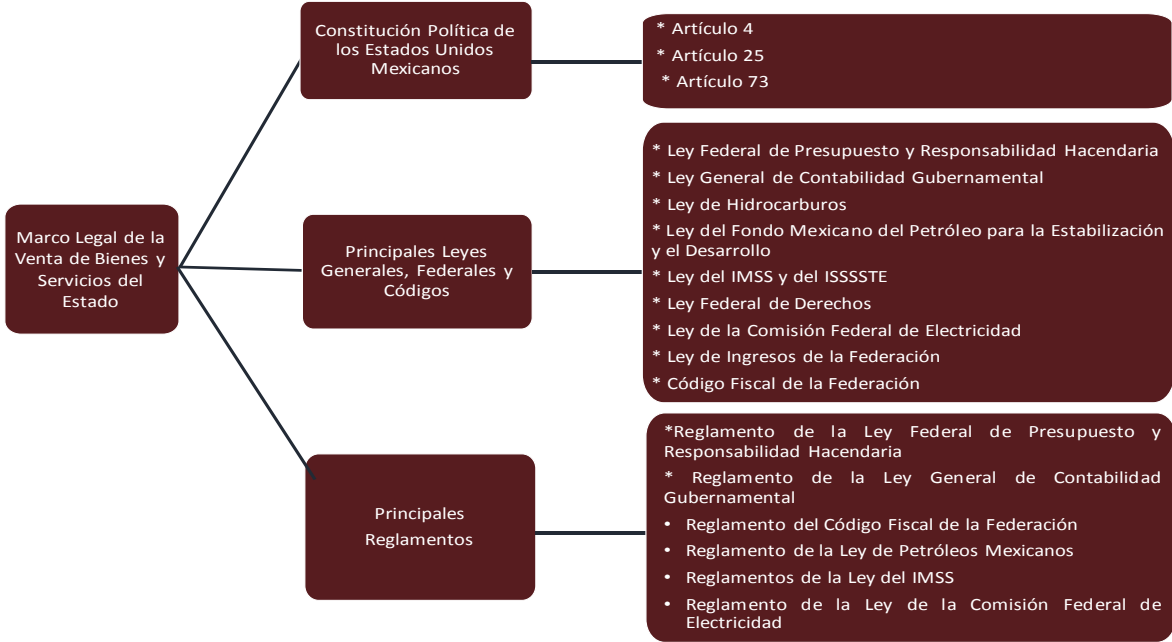 Marco Legal de la
Venta de Bienes y
Servicios del
Estado
Constitución Política de
los Estados Unidos
Mexicanos
* Artículo 4
* Artículo 25
* Artículo 73
Principales Leyes
Generales, Federales y
Códigos
* Ley Federal de Presupuesto y Responsabilidad Hacendaria
* Ley General de Contabilidad Gubernamental
* Ley de Hidrocarburos
* Ley del Fondo Mexicano del Petróleo para la Estabilización
y el Desarrollo
* Ley del IMSS y del ISSSSTE
* Ley Federal de Derechos
* Ley de la Comisión Federal de Electricidad
* Ley de Ingresos de la Federación
* Código Fiscal de la Federación
Principales
Reglamentos
*Reglamento de la Ley Federal de Presupuesto y
Responsabilidad Hacendaria
* Reglamento de la Ley General de Contabilidad
Gubernamental
• Reglamento del Código Fiscal de la Federación
• Reglamento de la Ley de Petróleos Mexicanos
• Reglamentos de la Ley del IMSS
• Reglamento de la Ley de la Comisión Federal de
Electricidad